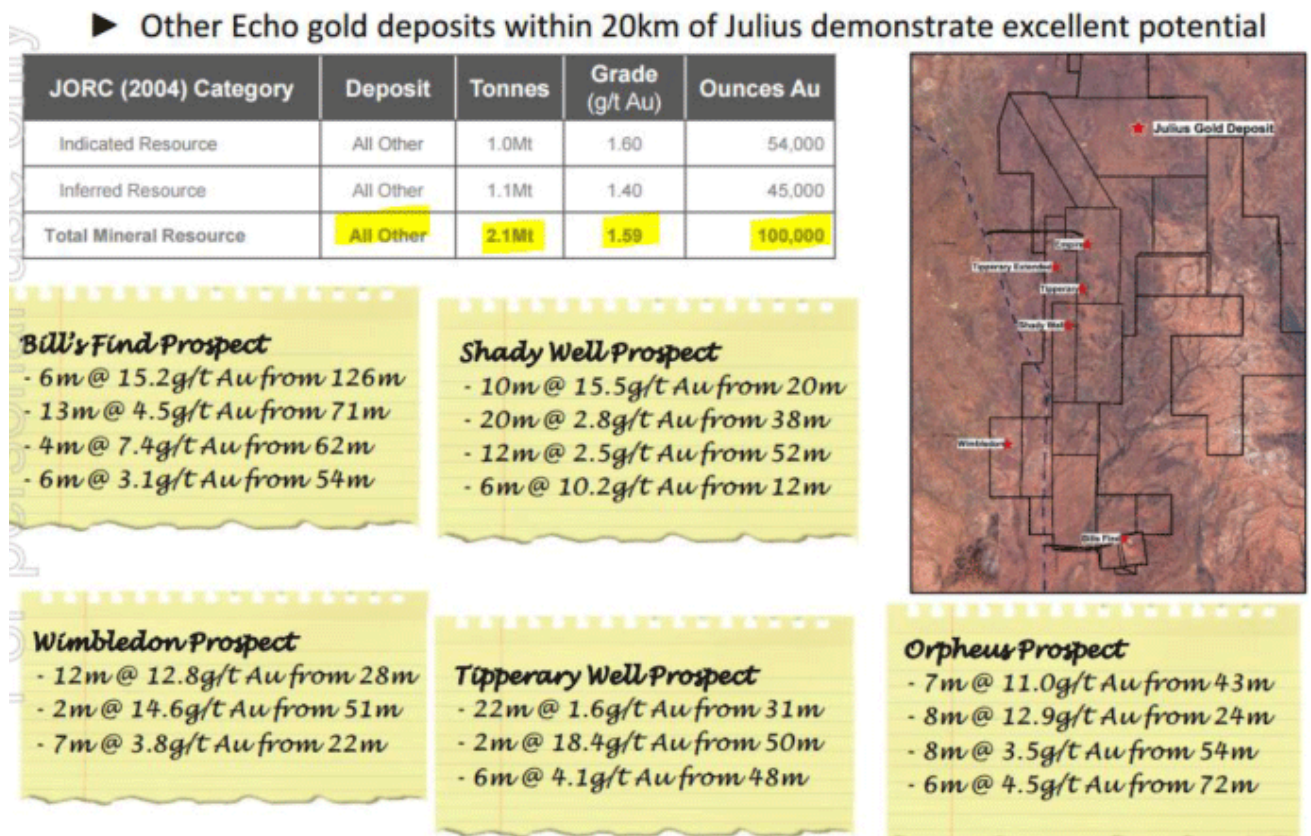 ► Other Echo gold deposits within 20km of Julius demonstrate excellent potential
JORC (2004) Category Deposit Tonnes Grade (g/t Au) Ounces Au
Indicated Resource All Other 1.0Mt 1.60 54,000
Inferred Resource All Other 1.1Mt 1.40 45,000
Total Mineral Resource All Other 2.1Mt 1.59 100,000
Julius Gold Deposit
Empire
Tipperary Extended
Tipperary
Shady Well
Wimbledon
Bills Find
Bill's Find Prospect
- 6m @ 15.2g/t Au from 126m
- 13m @ 4.5g/t Au from 71m
- 4m @ 7.4g/t Au from 62m
- 6m @ 3.1g/t Au from 54m
Shady Well Prospect
- 10m @ 15.5g/t Au from 20m
- 20m @ 2.8g/t Au from 38m
- 12m @ 2.5g/t Au from 52m
- 6m @ 10.2g/t Au from 12m
Wimbledon Prospect
- 12m @ 12.8g/t Au from 28m
- 2m @ 14.6g/t Au from 51m
- 7m @ 3.8g/t Au from 22m
Tipperary Well Prospect
- 22m @ 1.6g/t Au from 31m
- 2m @ 18.4g/t Au from 50m
- 6m @ 4.1g/t Au from 48m
Orpheus Prospect
- 7m @ 11.0g/t Au from 43m
- 8m @ 12.9g/t Au from 24m
- 8m @ 3.5g/t Au from 54m
- 6m @ 4.5g/t Au from 72m